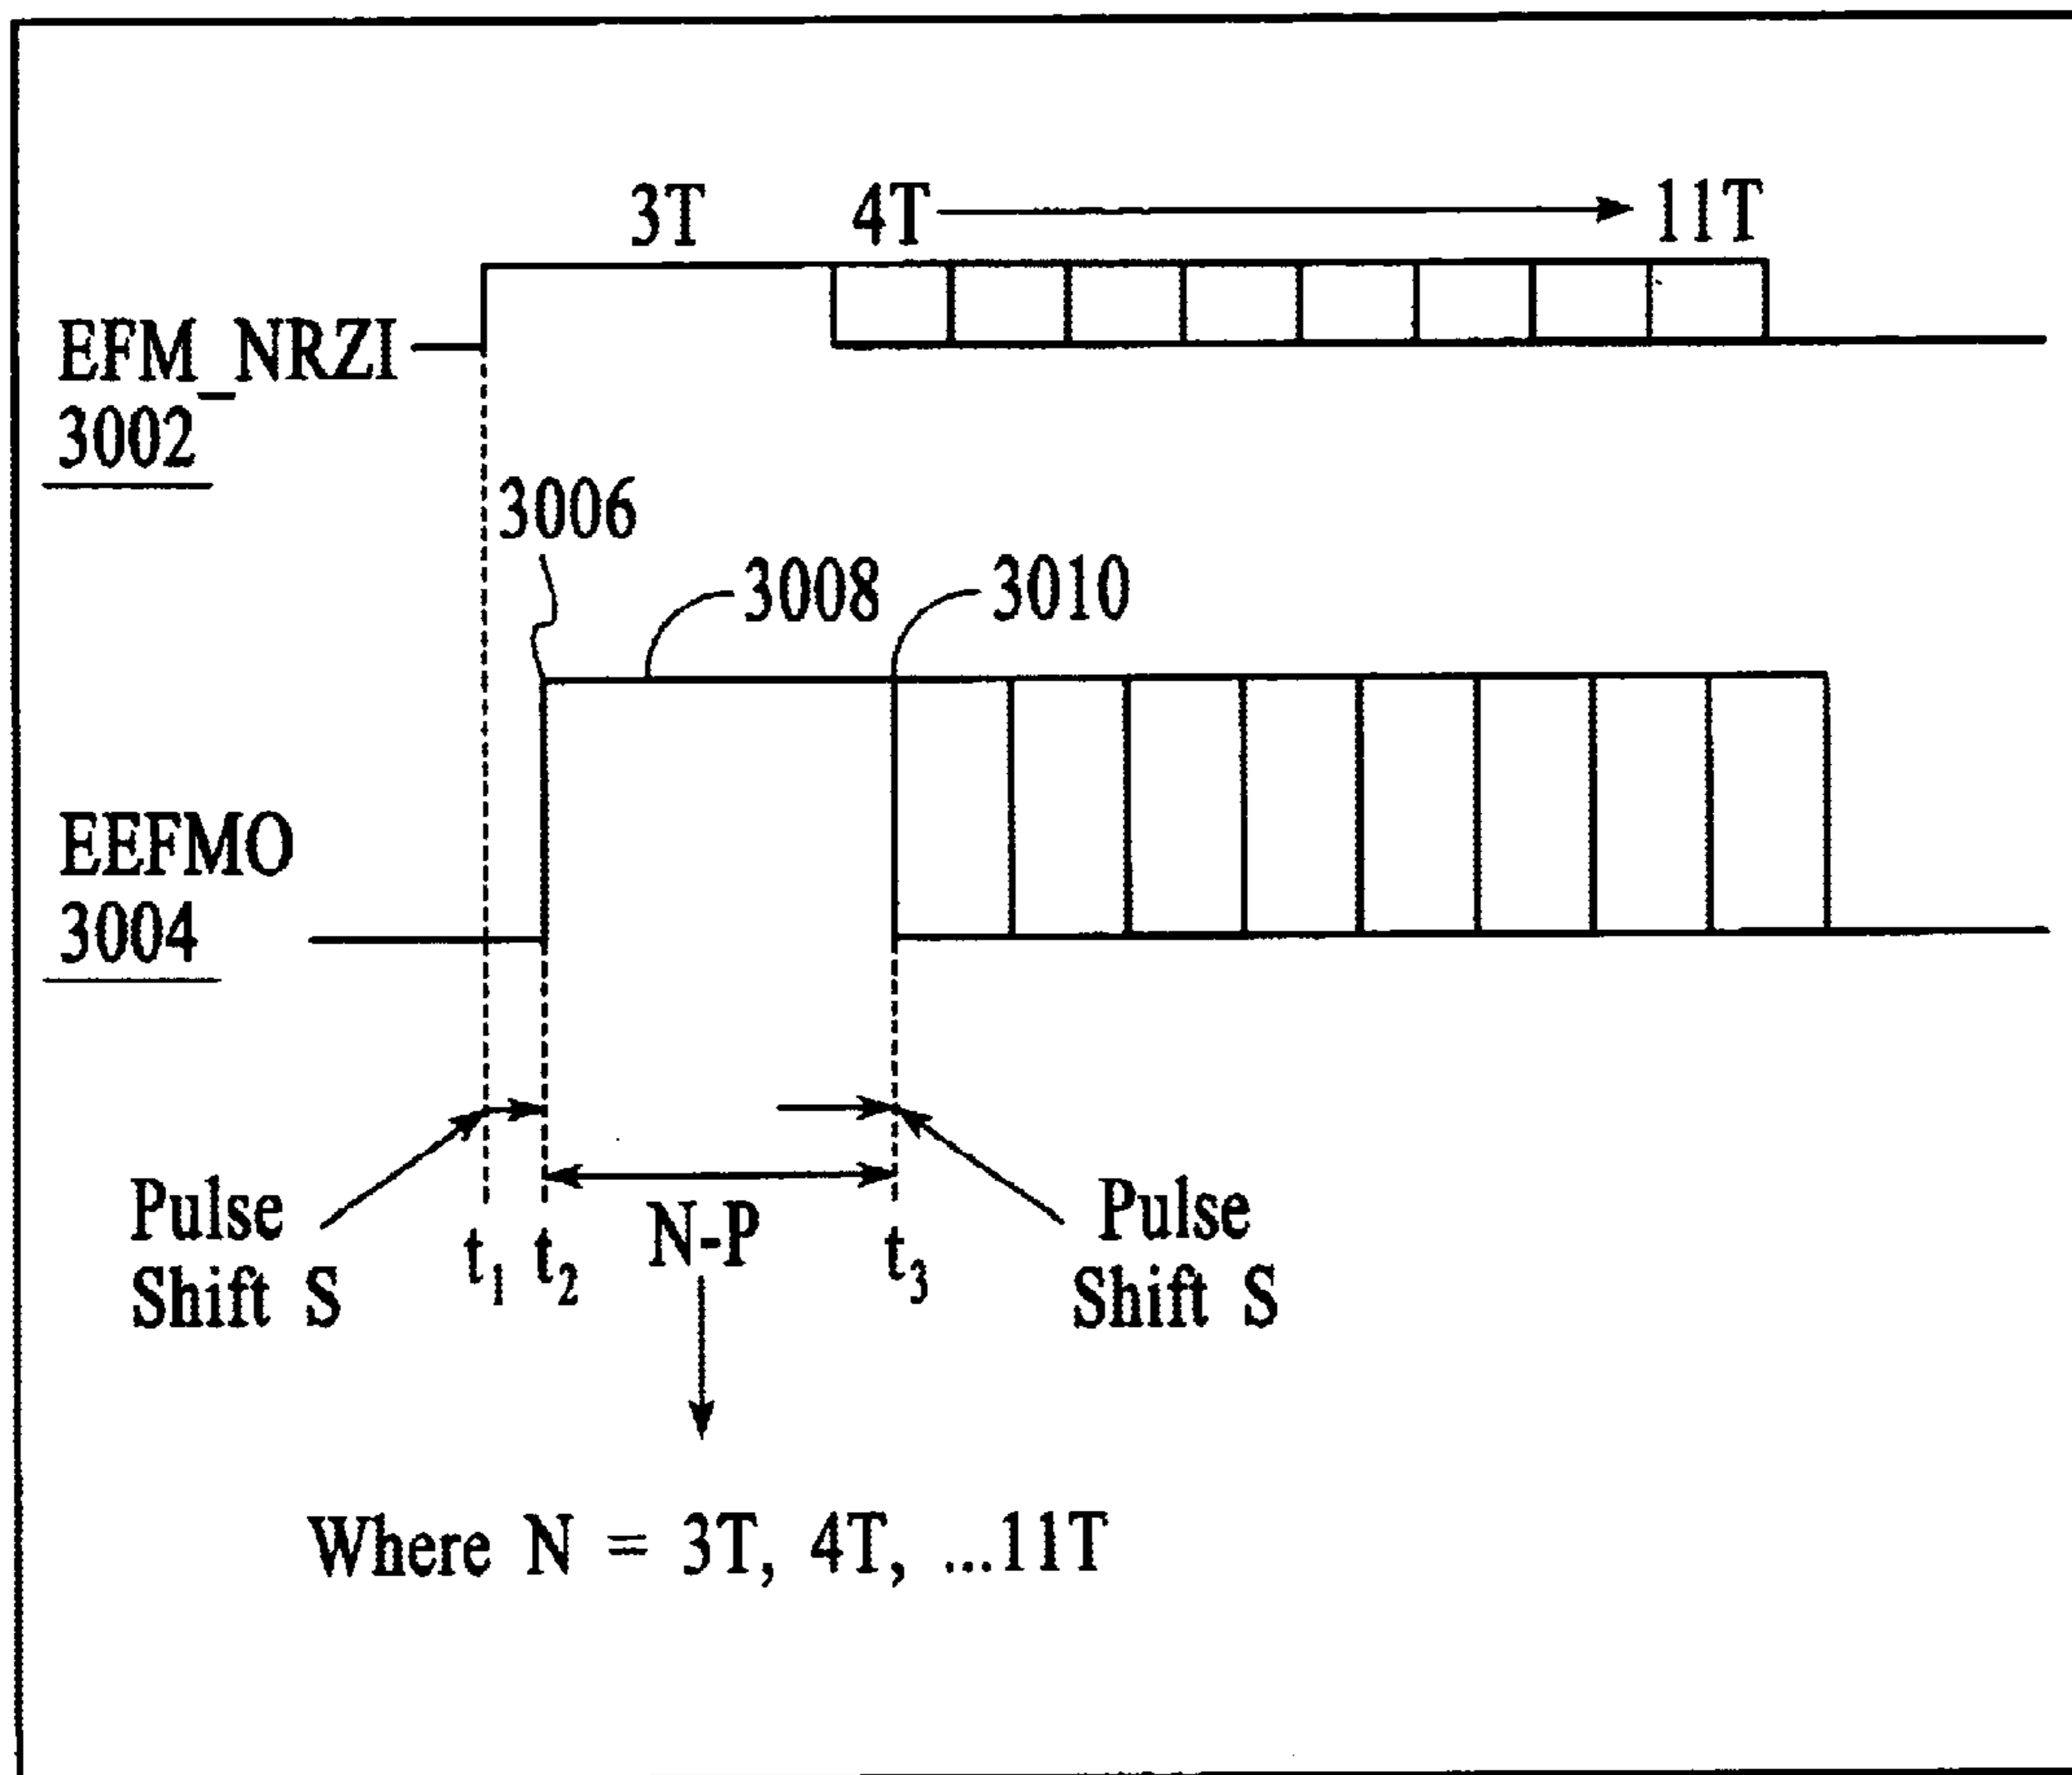 3T 4T 11T
EFM_NRZI
3002
3006
3008 3010
EEFMO
3004
Pulse
Shift S
t1 t2 N-P t3
Pulse
Shift S
Where N = 3T, 4T, ...11T